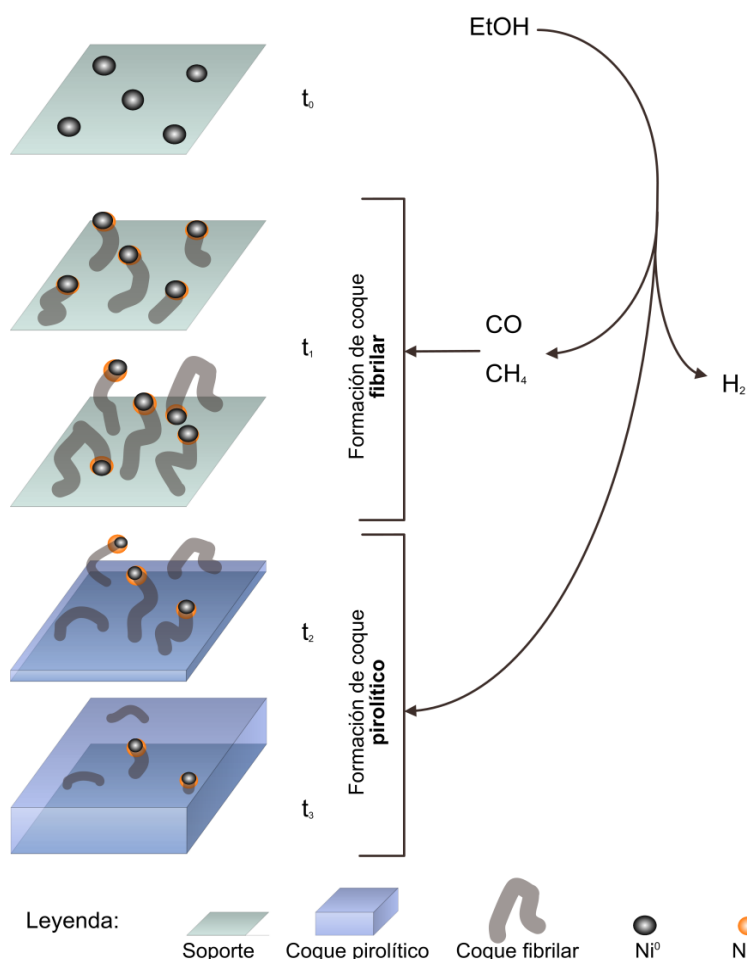 EtOH
t₀
Formación de coque
fibrilar
t₁
CO
CH₄
H₂
Formación de coque
pirolítico
t₂
t₃
Leyenda:
Soporte
Coque pirolítico
Coque fibrilar
Ni⁰